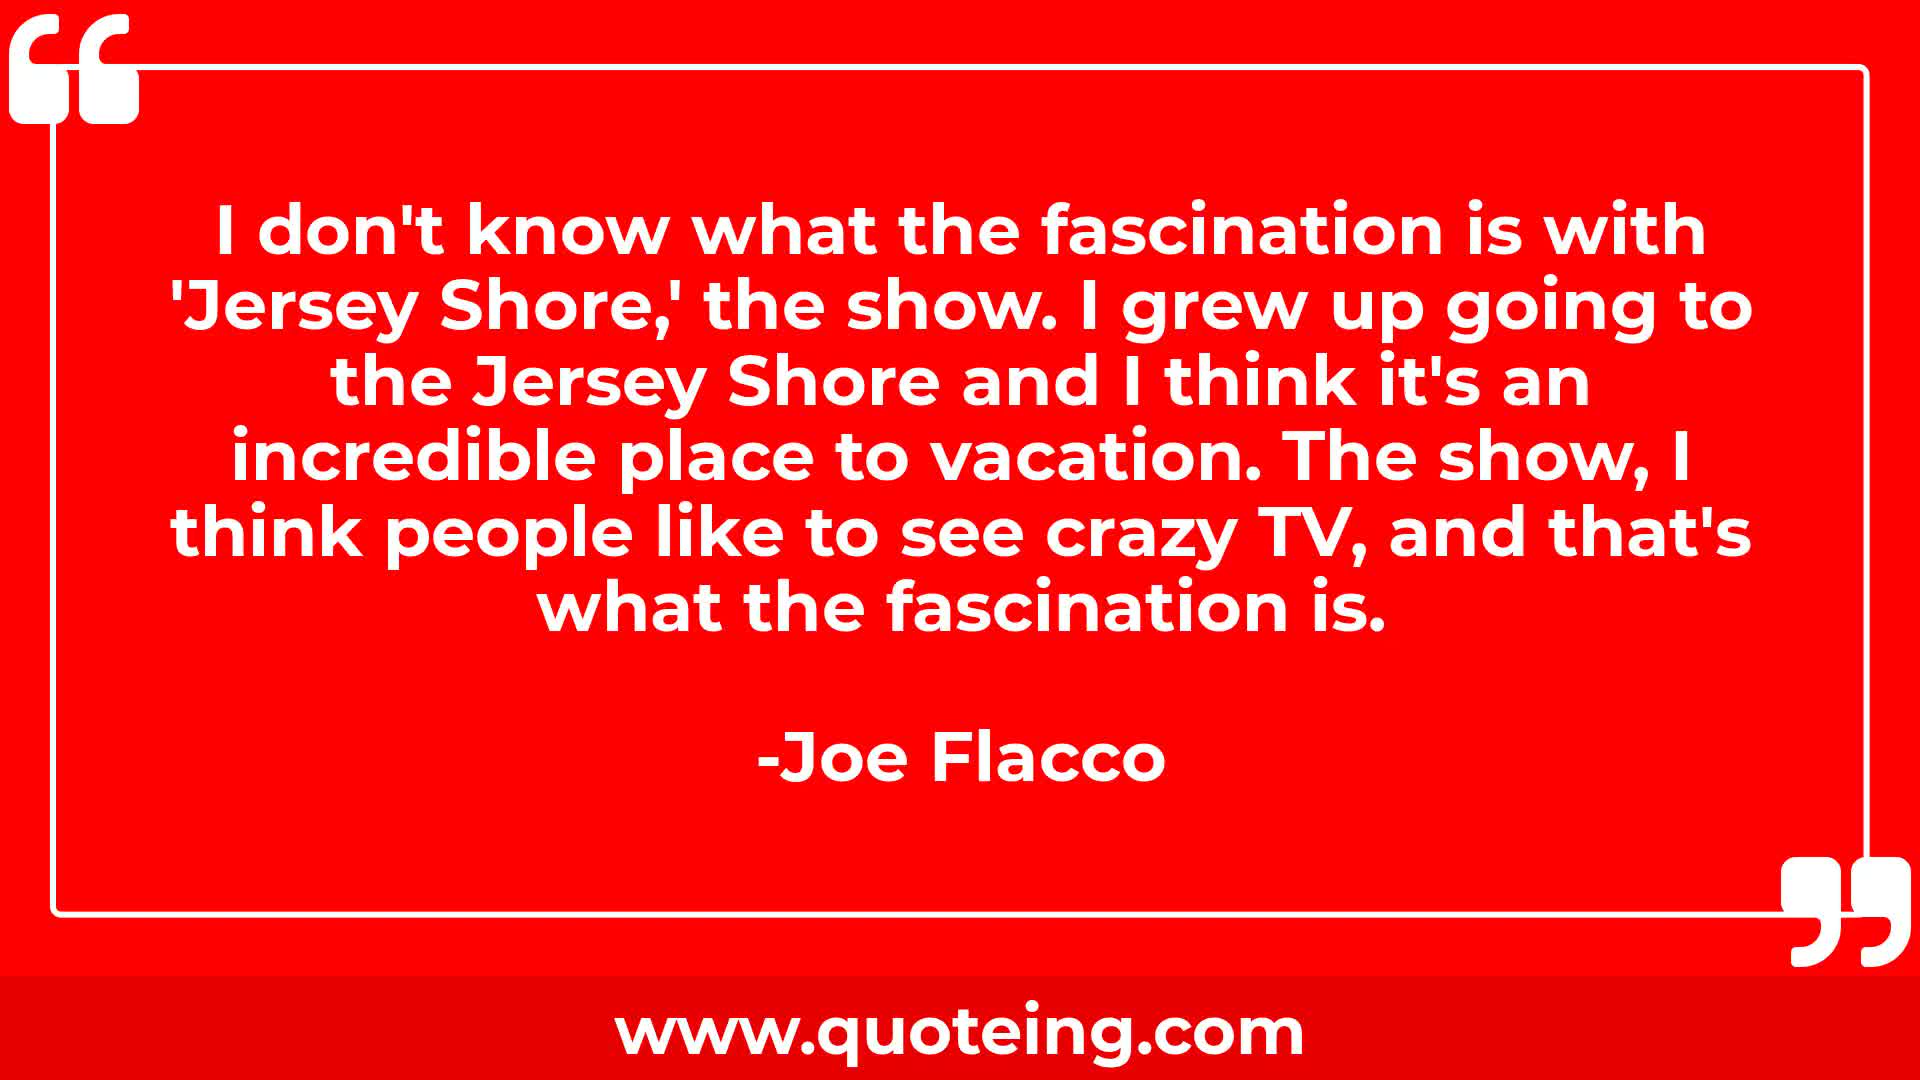 I don't know what the fascination is with
'Jersey Shore,' the show. I grew up going to
the Jersey Shore and I think it's an
incredible place to vacation. The show, I
think people like to see crazy TV, and that's
what the fascination is.
-Joe Flacco
www.quoteing.com